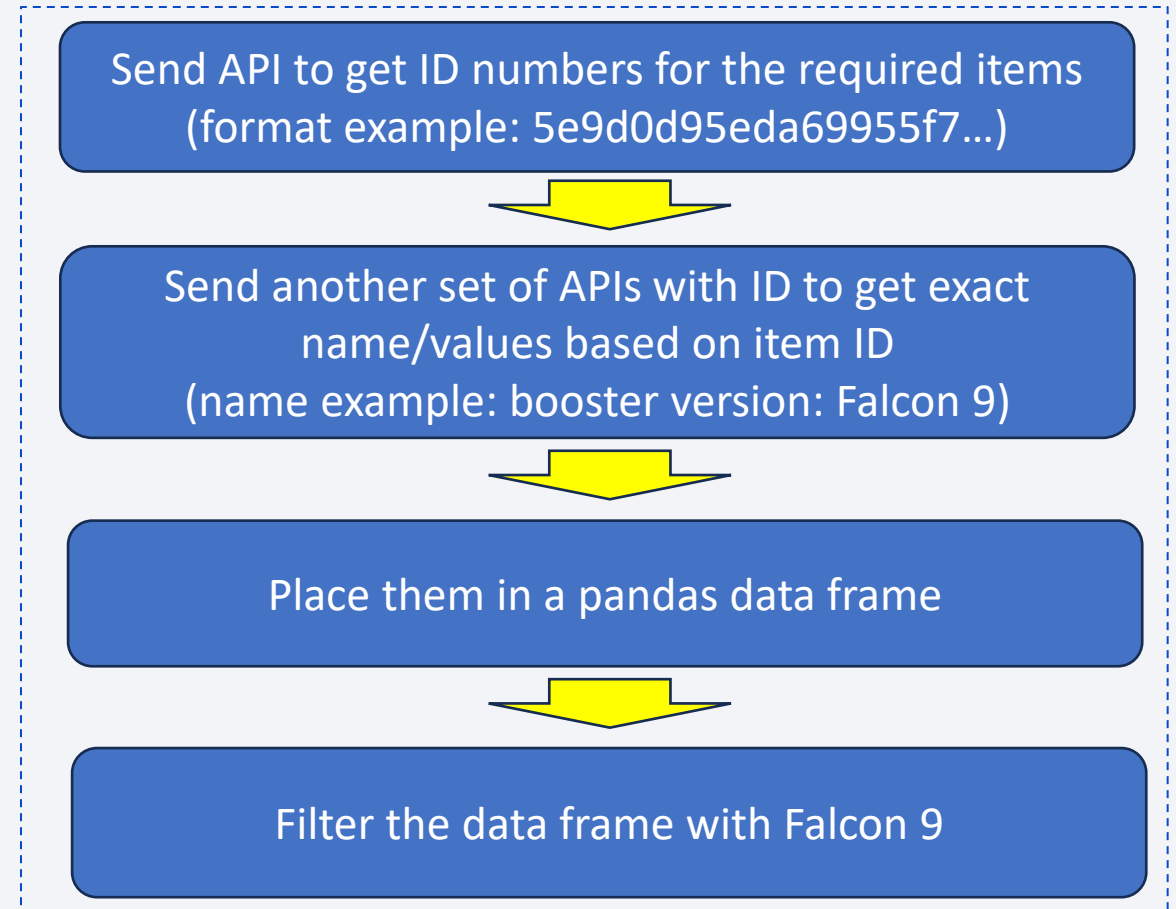 Send API to get ID numbers for the required items
(format example: 5e9d0d95eda69955f7…)
Send another set of APIs with ID to get exact
name/values based on item ID
(name example: booster version: Falcon 9)
Place them in a pandas data frame
Filter the data frame with Falcon 9